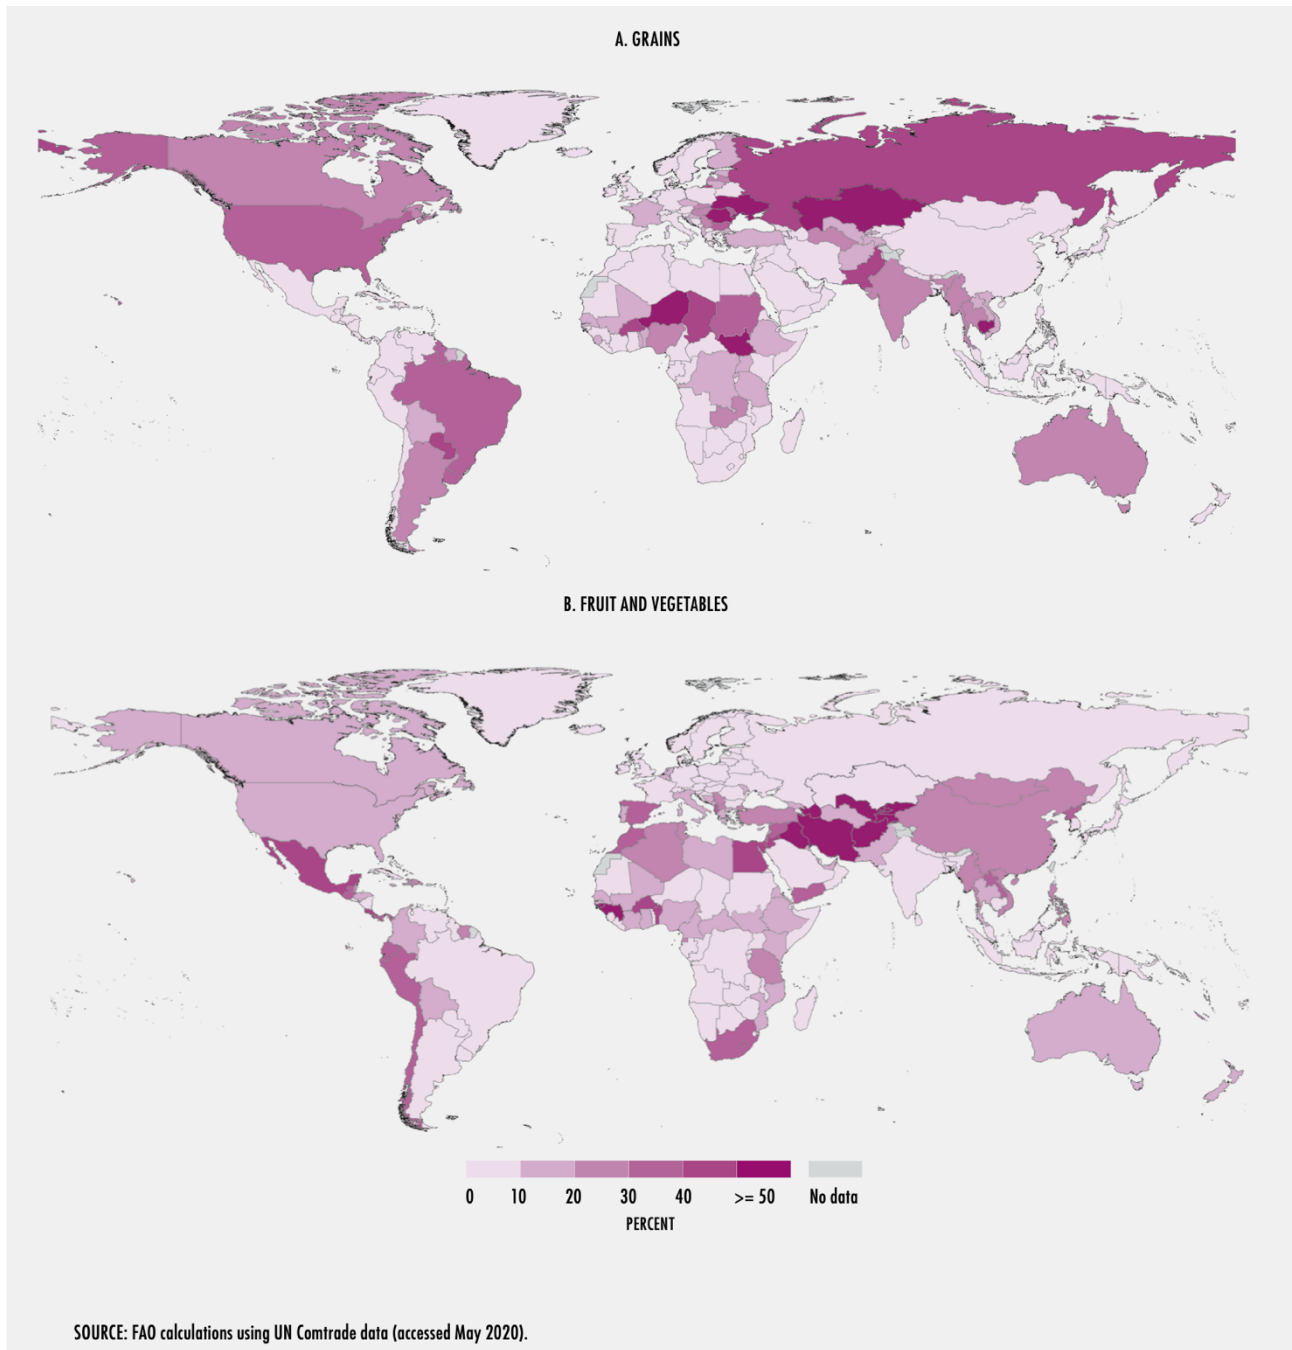 A. GRAINS
B. FRUIT AND VEGETABLES
0 10 20 30 40 >= 50 No data
PERCENT
SOURCE: FAO calculations using UN Comtrade data (accessed May 2020).